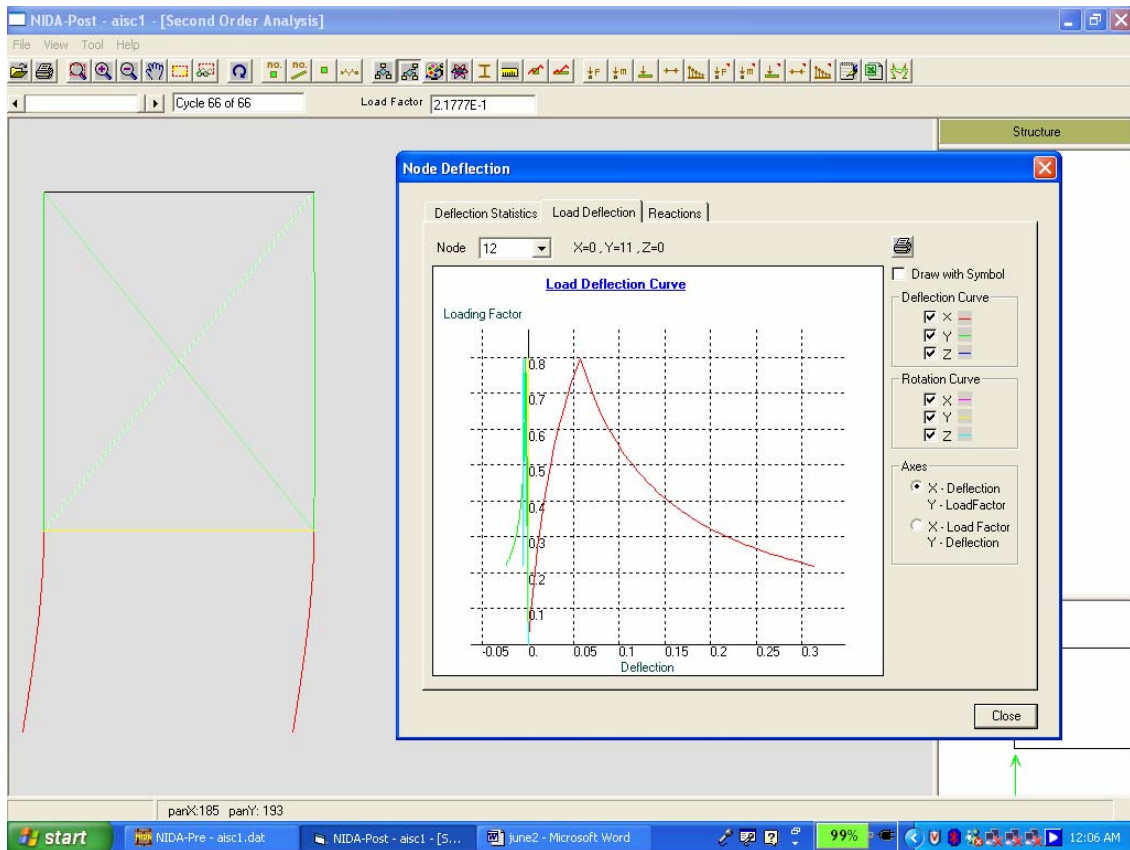 NIDA-Post - aisc1 - [Second Order Analysis]
File View Tool Help
no. no.
F m F m
Cycle 66 of 66 Load Factor 2.1777E-1
Structure
Node Deflection
Deflection Statistics Load Deflection Reactions
Node 12 X=0 , Y=11 , Z=0
Draw with Symbol
Load Deflection Curve
Loading Factor
0.8
0.7
0.6
0.5
0.4
0.3
0.2
0.1
-0.05 0. 0.05 0.1 0.15 0.2 0.25 0.3
Deflection
Deflection Curve
X
Y
Z
Rotation Curve
X
Y
Z
Axes
X - Deflection
Y - LoadFactor
X - Load Factor
Y - Deflection
Close
panX:185 panY: 193
start NIDA-Pre - aisc1.dat NIDA-Post - aisc1 - [S... june2 - Microsoft Word 99% 12:06 AM